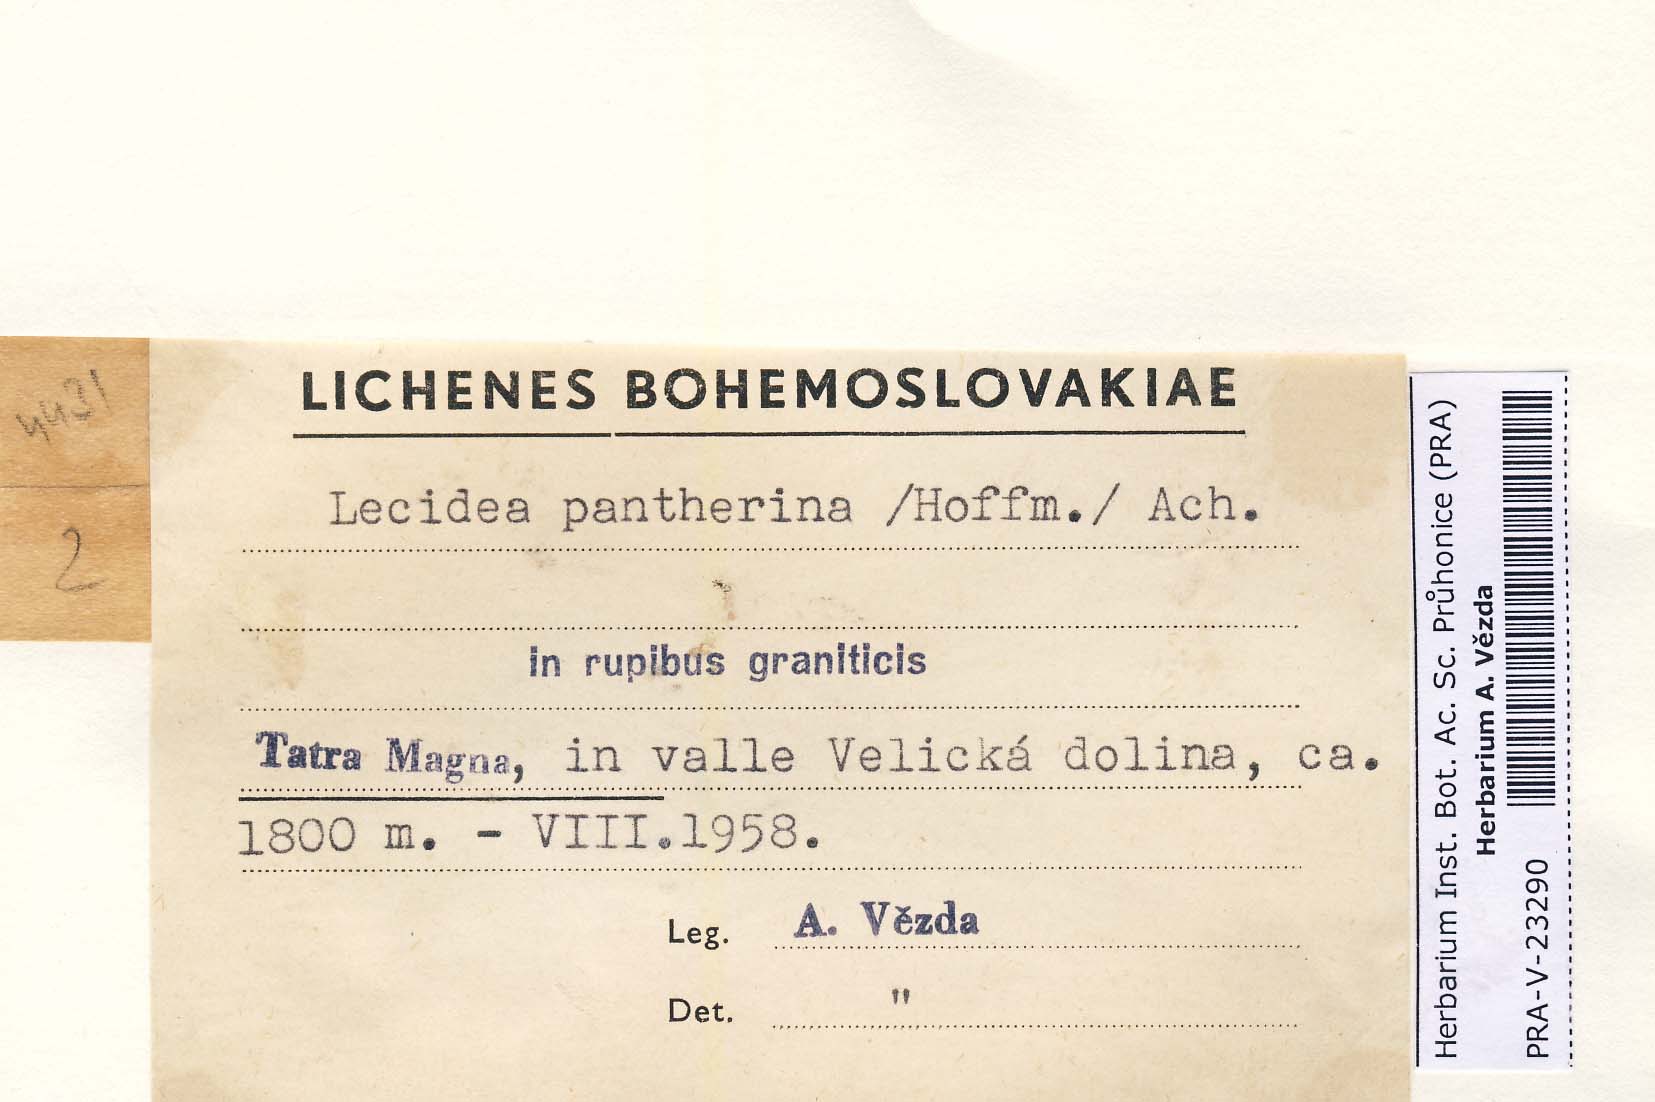 4431
2
LICHENES BOHEMOSLOVAKIAE
Lecidea pantherina /Hoffm./ Ach.
in rupibus graniticis
Tatra Magna, in valle Velická dolina, ca.
1800 m. - VIII.1958.
Leg. A. Vězda
Det. "
Herbarium Inst. Bot. Ac. Sc. Průhonice (PRA)
Herbarium A. Vězda
PRA-V-23290